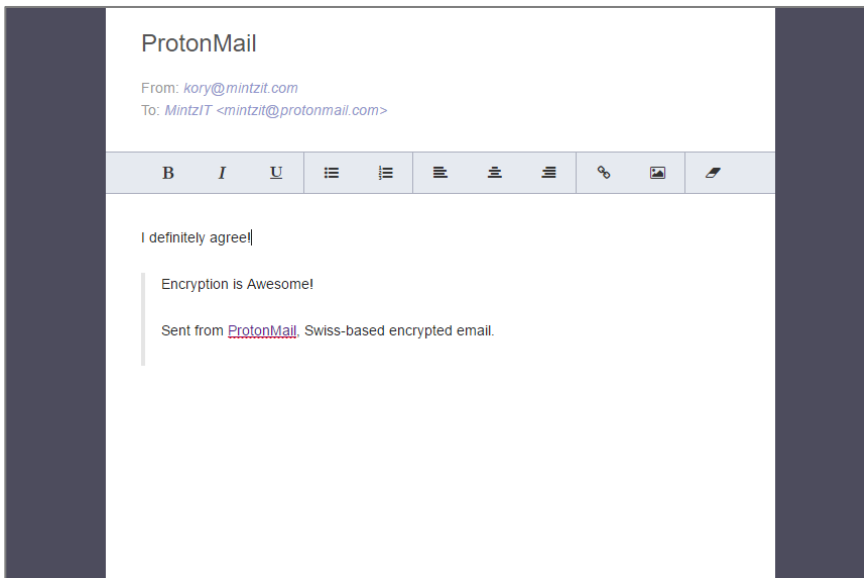 ProtonMail
From: kory@mintzit.com
To: MintzIT <mintzit@protonmail.com>
B I U
I definitely agree!
Encryption is Awesome!
Sent from ProtonMail, Swiss-based encrypted email.